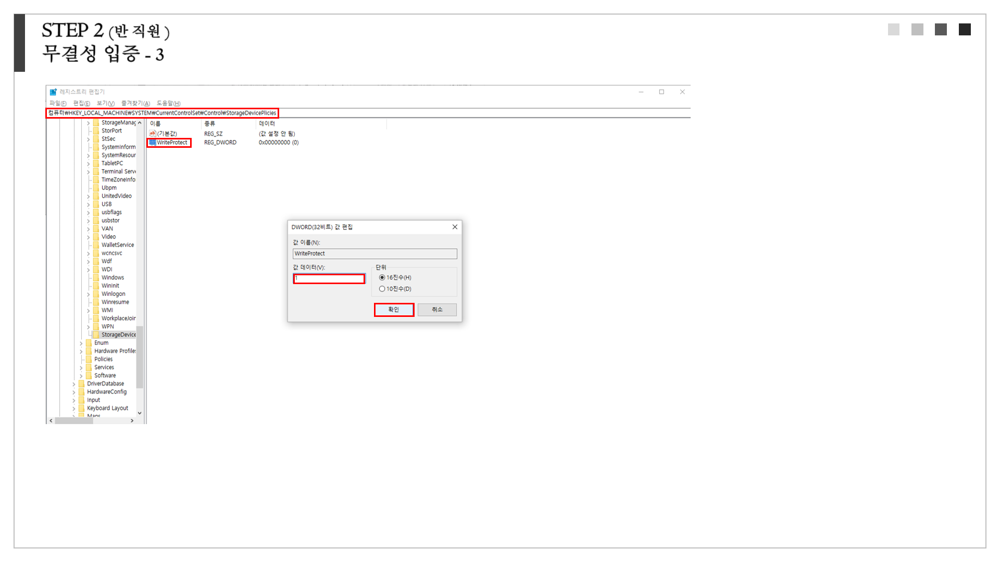 STEP 2 (반 직원 )
무결성 입증 - 3
레지스트리 편집기
파일(F) 편집(E) 보기(V) 즐겨찾기(A) 도움말(H)
컴퓨터₩HKEY_LOCAL_MACHINE₩SYSTEM₩CurrentControlSet₩Control₩StorageDevicePlicies
이름 종류 데이터
(기본값) REG_SZ (값 설정 안 됨)
WriteProtect REG_DWORD 0x00000000 (0)
StorageManag
StorPort
StSec
SystemInform
SystemResour
TabletPC
Terminal Serve
TimeZoneInfo
Ubpm
UnitedVideo
USB
usbflags
usbstor
VAN
Video
WalletService
wcncsvc
Wdf
WDI
Windows
WinInit
Winlogon
Winresume
WMI
WorkplaceJoin
WPN
StorageDevice
Enum
Hardware Profiles
Policies
Services
Software
DriverDatabase
HardwareConfig
Input
Keyboard Layout
Maps
DWORD(32비트) 값 편집
값 이름(N):
WriteProtect
값 데이터(V):
1
단위
16진수(H)
10진수(D)
확인 취소